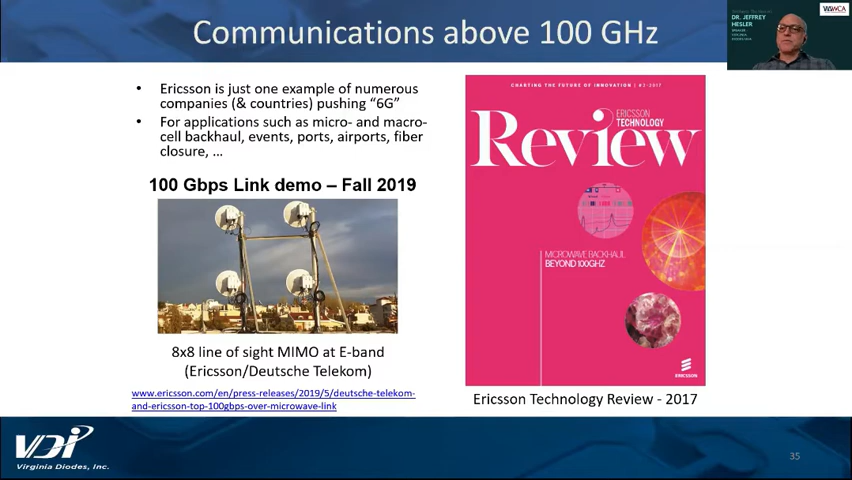 Communications above 100 GHz
DR. JEFFREY
HESLER
• Ericsson is just one example of numerous
companies (& countries) pushing “6G”
• For applications such as micro- and macro-
cell backhaul, events, ports, airports, fiber
closure, ...
100 Gbps Link demo – Fall 2019
8x8 line of sight MIMO at E-band
(Ericsson/Deutsche Telekom)
www.ericsson.com/en/press-releases/2019/5/deutsche-telekom-
and-ericsson-top-100gbps-over-microwave-link
CHARTING THE FUTURE OF INNOVATION | #2-2017
ERICSSON
TECHNOLOGY
Review
MICROWAVE BACKHAUL
BEYOND 100GHZ
ERICSSON
Ericsson Technology Review - 2017
VDi
Virginia Diodes, Inc.
35